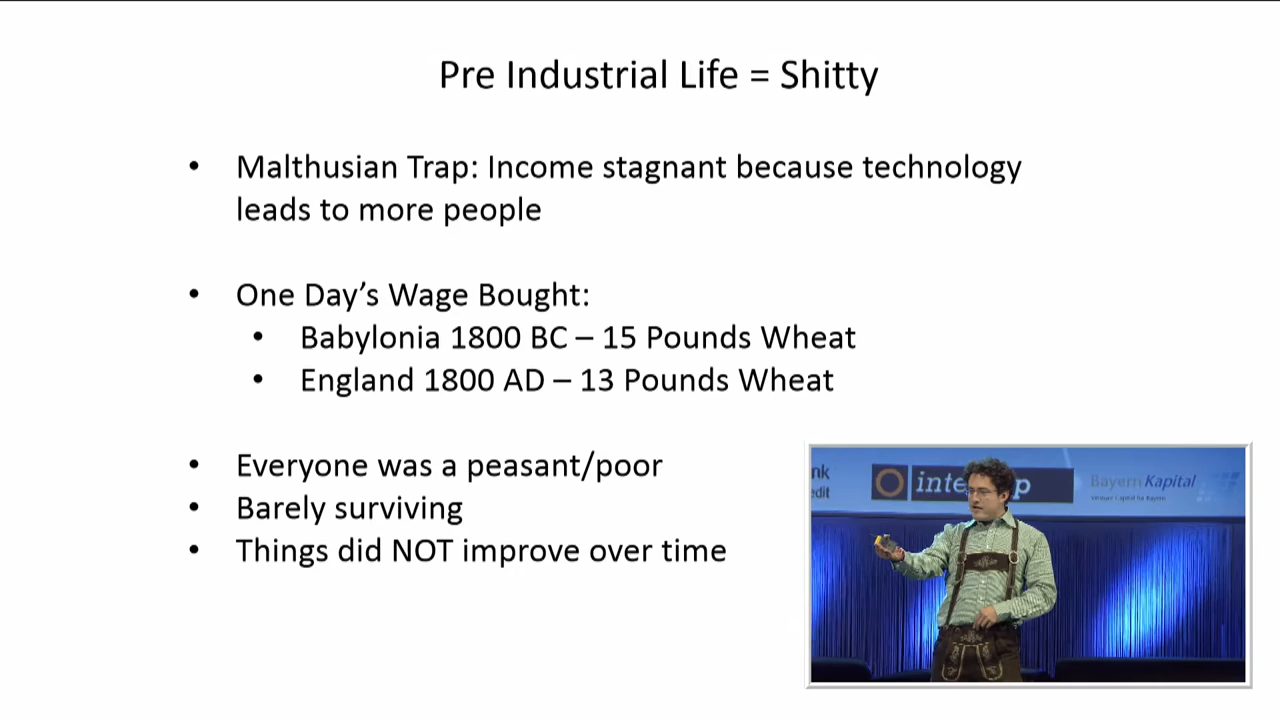 Pre Industrial Life = Shitty
• Malthusian Trap: Income stagnant because technology
leads to more people
• One Day’s Wage Bought:
• Babylonia 1800 BC – 15 Pounds Wheat
• England 1800 AD – 13 Pounds Wheat
• Everyone was a peasant/poor
• Barely surviving
• Things did NOT improve over time
inte p
Bayern Kapital